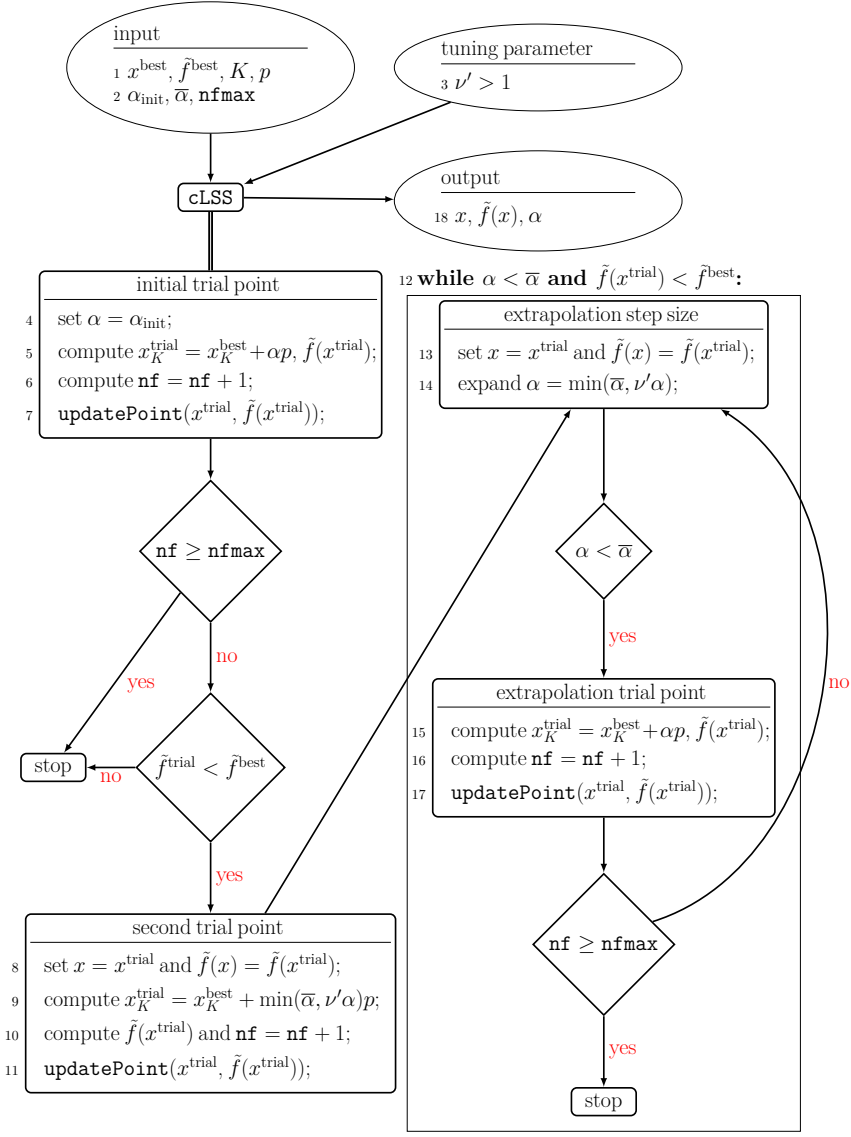 input
1 x^best, f̃^best, K, p
2 α_init, ᾱ, nfmax
tuning parameter
3 ν′ > 1
cLSS
output
18 x, f̃(x), α
initial trial point
4 set α = α_init;
5 compute x_K^trial = x_K^best + αp, f̃(x^trial);
6 compute nf = nf + 1;
7 updatePoint(x^trial, f̃(x^trial));
nf ≥ nfmax
yes
no
stop
no
f̃^trial < f̃^best
yes
second trial point
8 set x = x^trial and f̃(x) = f̃(x^trial);
9 compute x_K^trial = x_K^best + min(ᾱ, ν′α)p;
10 compute f̃(x^trial) and nf = nf + 1;
11 updatePoint(x^trial, f̃(x^trial));
12 while α < ᾱ and f̃(x^trial) < f̃^best:
extrapolation step size
13 set x = x^trial and f̃(x) = f̃(x^trial);
14 expand α = min(ᾱ, ν′α);
α < ᾱ
yes
extrapolation trial point
15 compute x_K^trial = x_K^best + αp, f̃(x^trial);
16 compute nf = nf + 1;
17 updatePoint(x^trial, f̃(x^trial));
no
nf ≥ nfmax
yes
stop